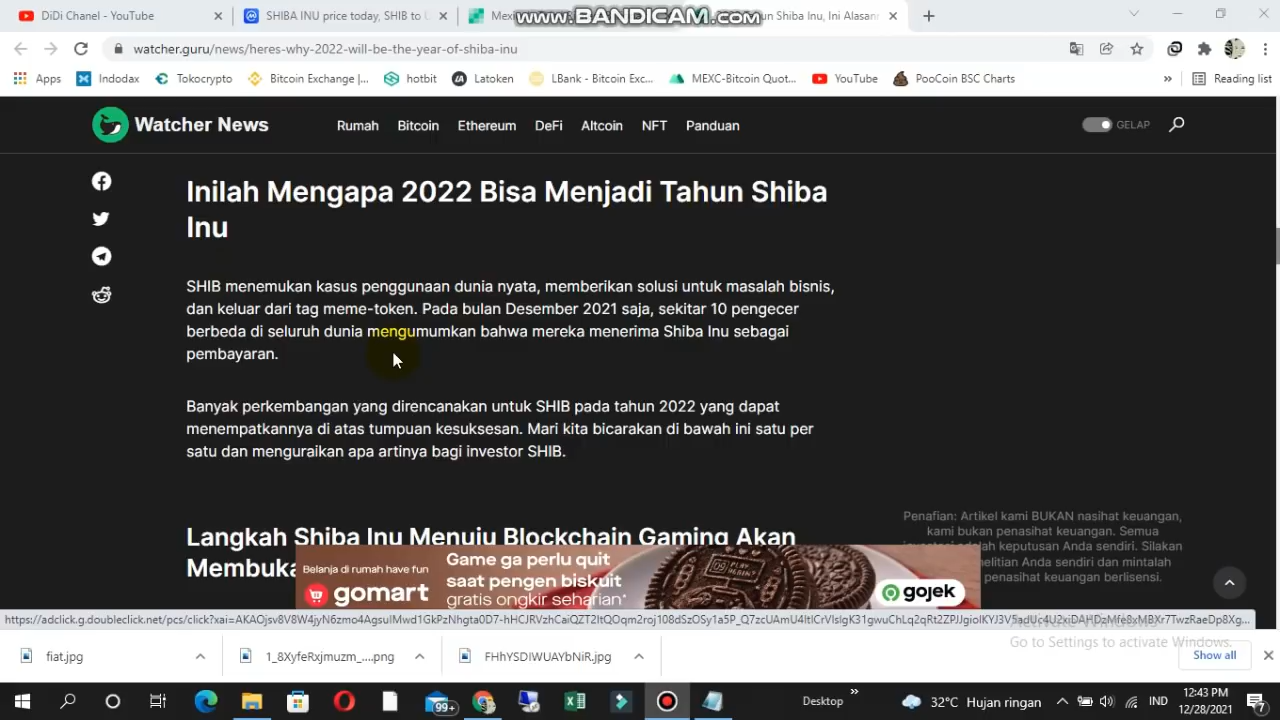 DiDi Chanel - YouTube
SHIBA INU price today, SHIB to U
Mexi
www.BANDICAM.com
un Shiba Inu, Ini Alasan
watcher.guru/news/heres-why-2022-will-be-the-year-of-shiba-inu
Apps
Indodax
Tokocrypto
Bitcoin Exchange |...
hotbit
Latoken
LBank - Bitcoin Exc...
MEXC-Bitcoin Quot...
YouTube
PooCoin BSC Charts
»
Reading list
Watcher News
Rumah
Bitcoin
Ethereum
DeFi
Altcoin
NFT
Panduan
GELAP
Inilah Mengapa 2022 Bisa Menjadi Tahun Shiba
Inu
SHIB menemukan kasus penggunaan dunia nyata, memberikan solusi untuk masalah bisnis,
dan keluar dari tag meme-token. Pada bulan Desember 2021 saja, sekitar 10 pengecer
berbeda di seluruh dunia mengumumkan bahwa mereka menerima Shiba Inu sebagai
pembayaran.
Banyak perkembangan yang direncanakan untuk SHIB pada tahun 2022 yang dapat
menempatkannya di atas tumpuan kesuksesan. Mari kita bicarakan di bawah ini satu per
satu dan menguraikan apa artinya bagi investor SHIB.
Langkah Shiba Inu Menuju Blockchain Gaming Akan
Membuka
Penafian: Artikel kami BUKAN nasihat keuangan,
kami bukan penasihat keuangan. Semua
adalah keputusan Anda sendiri. Silakan
mintalah
penasihat keuangan berlisensi.
Belanja di rumah have fun
gomart
Game ga perlu quit
saat pengen biskuit
gratis ongkir seharian*
OREO
gojek
Activate Windows
Go to Settings to activate Windows.
fiat.jpg
1_8XyfeRxjmuzm_....png
FHhYSDIWUAYbNiR.jpg
Show all
99+
Desktop
»
32°C Hujan ringan
IND
12:43 PM
12/28/2021
7